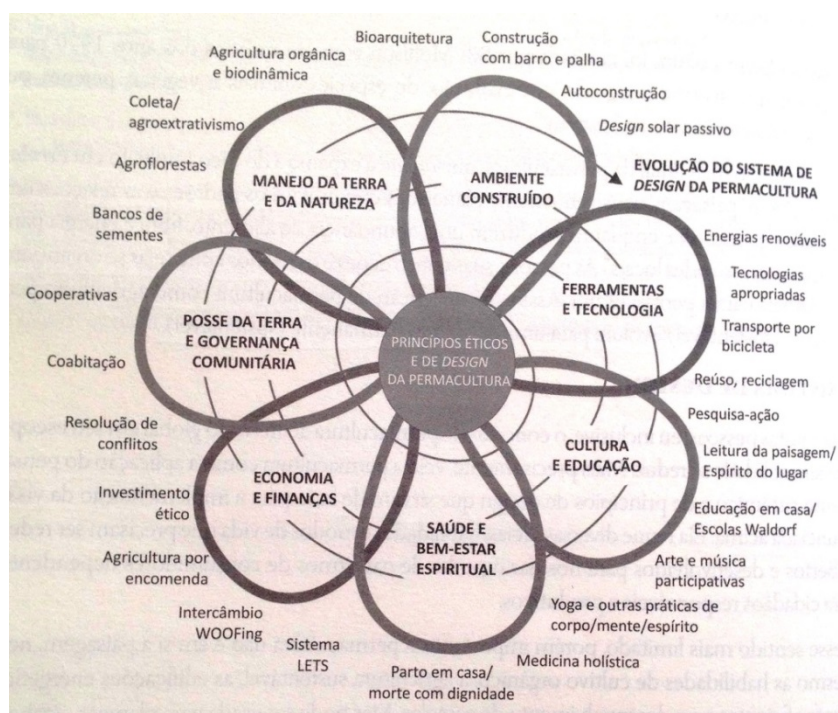 Bioarquitetura
Construção
com barro e palha
Agricultura orgânica
e biodinâmica
Autoconstrução
Coleta/
agroextrativismo
Design solar passivo
Agroflorestas
MANEJO DA TERRA
E DA NATUREZA
AMBIENTE
CONSTRUÍDO
EVOLUÇÃO DO SISTEMA DE
DESIGN DA PERMACULTURA
Bancos de
sementes
Energias renováveis
Cooperativas
Tecnologias
apropriadas
FERRAMENTAS
E TECNOLOGIA
POSSE DA TERRA
E GOVERNANÇA
COMUNITÁRIA
PRINCÍPIOS ÉTICOS
E DE DESIGN
DA PERMACULTURA
Transporte por
bicicleta
Coabitação
Reúso, reciclagem
Pesquisa-ação
Resolução de
conflitos
CULTURA
E EDUCAÇÃO
Leitura da paisagem/
Espírito do lugar
ECONOMIA
E FINANÇAS
Investimento
ético
Educação em casa/
Escolas Waldorf
SAÚDE E
BEM-ESTAR
ESPIRITUAL
Agricultura por
encomenda
Arte e música
participativas
Intercâmbio
WOOFing
Yoga e outras práticas de
corpo/mente/espírito
Sistema
LETS
Medicina holística
Parto em casa/
morte com dignidade